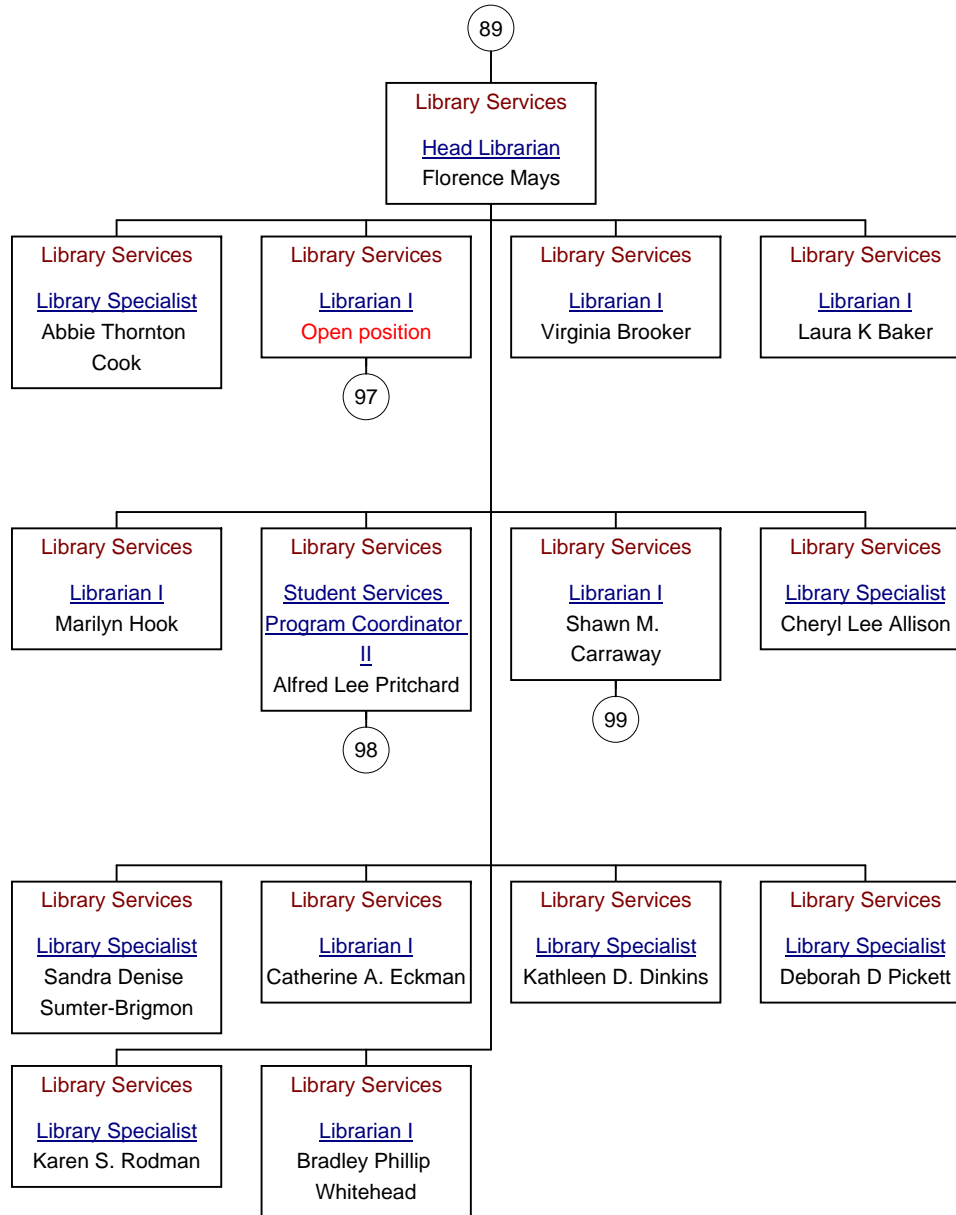 89
Library Services
Head Librarian
Florence Mays
Library Services
Library Specialist
Abbie Thornton
Cook
Library Services
Librarian I
Open position
97
Library Services
Librarian I
Virginia Brooker
Library Services
Librarian I
Laura K Baker
Library Services
Librarian I
Marilyn Hook
Library Services
Student Services
Program Coordinator
II
Alfred Lee Pritchard
98
Library Services
Librarian I
Shawn M.
Carraway
99
Library Services
Library Specialist
Cheryl Lee Allison
Library Services
Library Specialist
Sandra Denise
Sumter-Brigmon
Library Services
Librarian I
Catherine A. Eckman
Library Services
Library Specialist
Kathleen D. Dinkins
Library Services
Library Specialist
Deborah D Pickett
Library Services
Library Specialist
Karen S. Rodman
Library Services
Librarian I
Bradley Phillip
Whitehead